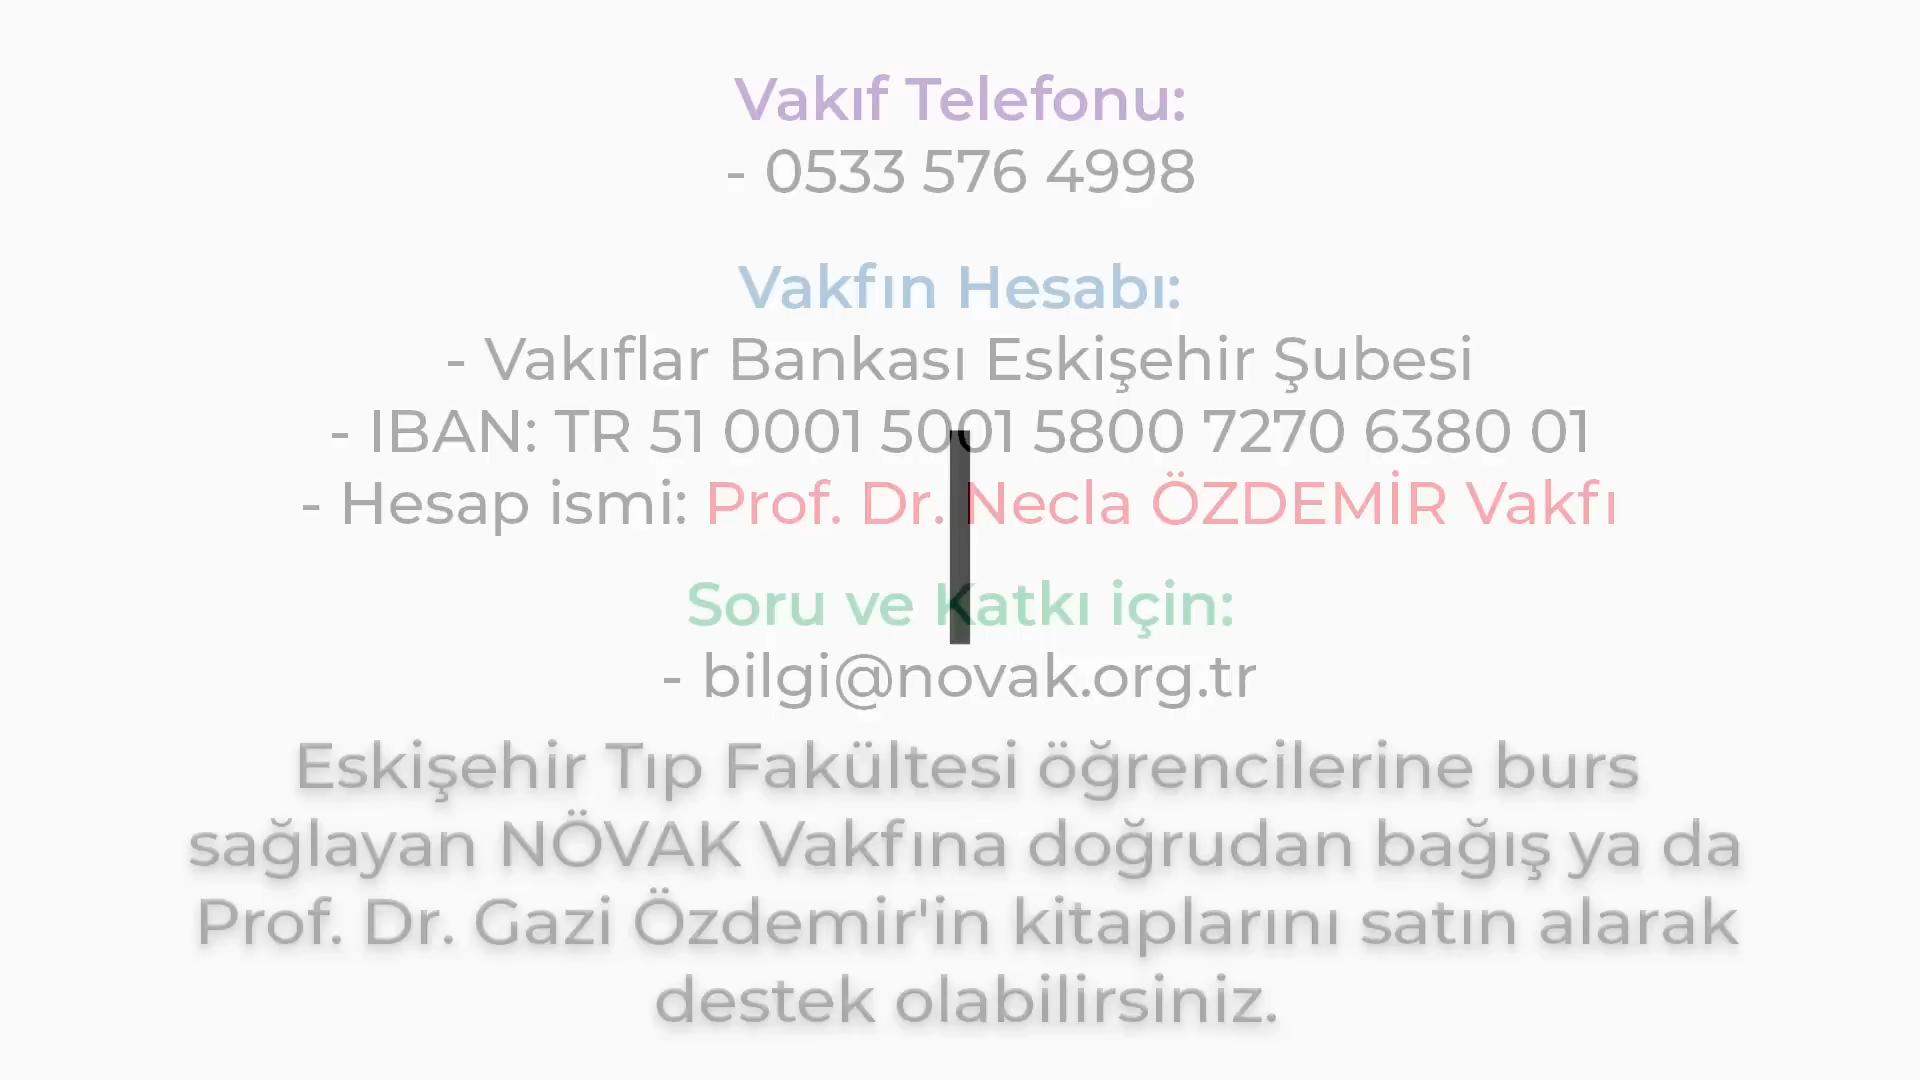 Vakıf Telefonu:
- 0533 576 4998
Vakfın Hesabı:
- Vakıflar Bankası Eskişehir Şubesi
- IBAN: TR 51 0001 5001 5800 7270 6380 01
- Hesap ismi: Prof. Dr. Necla ÖZDEMİR Vakfı
Soru ve Katkı için:
- bilgi@novak.org.tr
Eskişehir Tıp Fakültesi öğrencilerine burs
sağlayan NÖVAK Vakfına doğrudan bağış ya da
Prof. Dr. Gazi Özdemir'in kitaplarını satın alarak
destek olabilirsiniz.